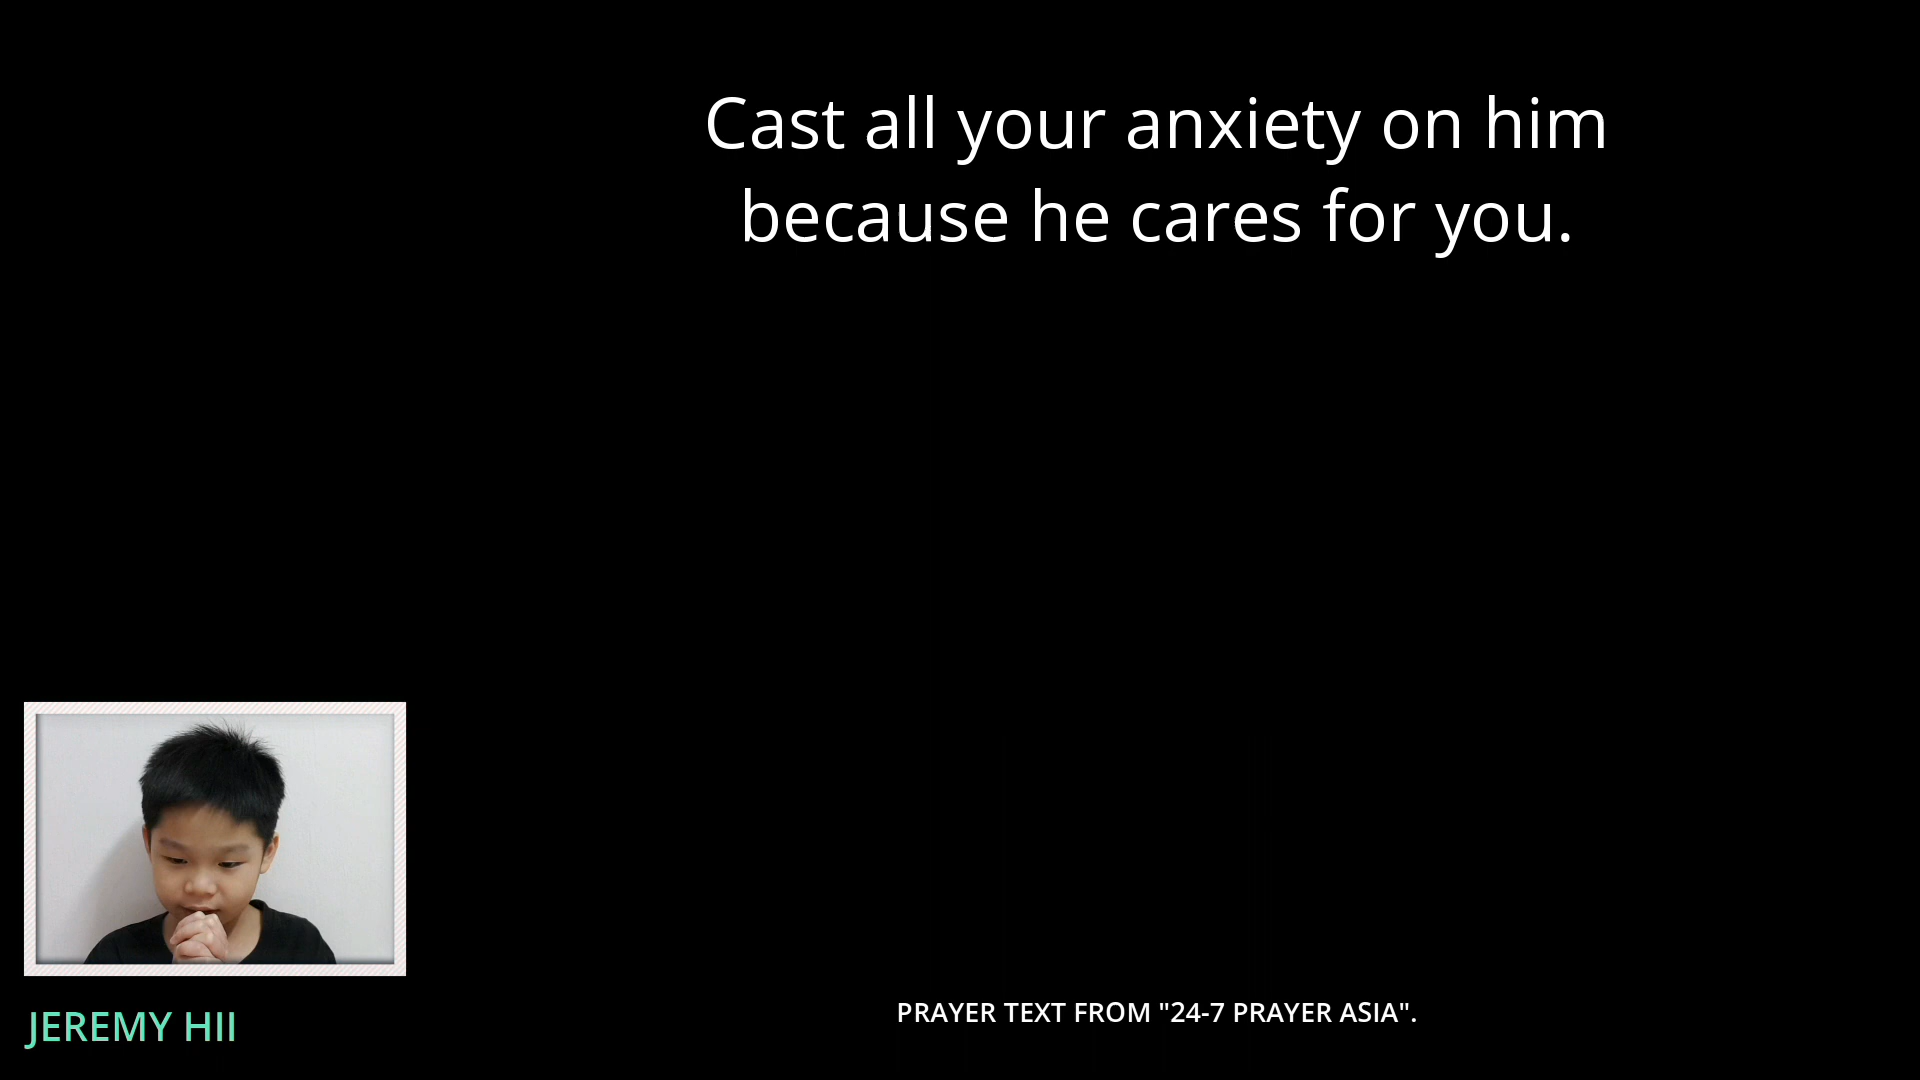 Cast all your anxiety on him
because he cares for you.
JEREMY HII
PRAYER TEXT FROM "24-7 PRAYER ASIA".